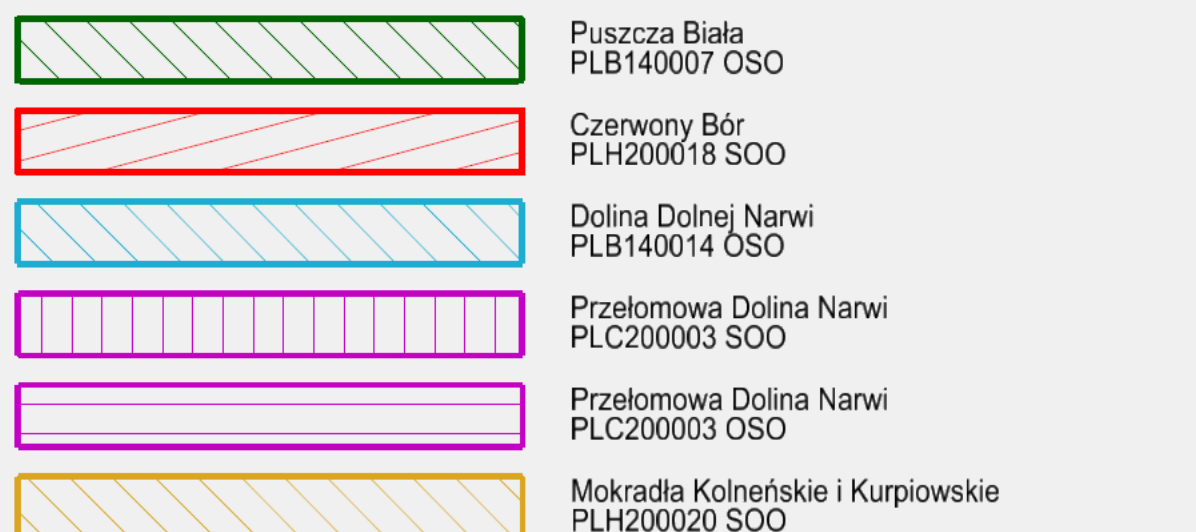 Puszcza Biała
PLB140007 OSO
Czerwony Bór
PLH200018 SOO
Dolina Dolnej Narwi
PLB140014 OSO
Przełomowa Dolina Narwi
PLC200003 SOO
Przełomowa Dolina Narwi
PLC200003 OSO
Mokradła Kolneńskie i Kurpiowskie
PLH200020 SOO